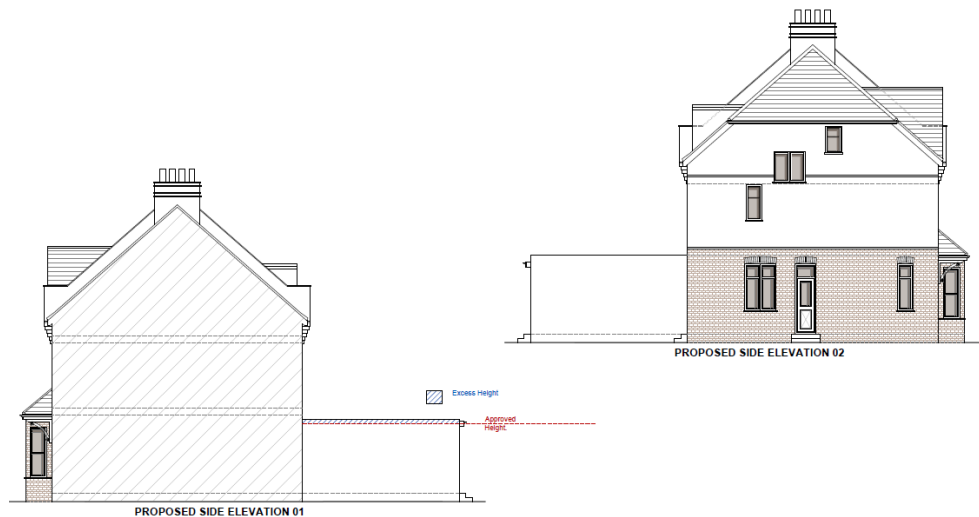 PROPOSED SIDE ELEVATION 02
Excess Height
Approved
Height.
PROPOSED SIDE ELEVATION 01